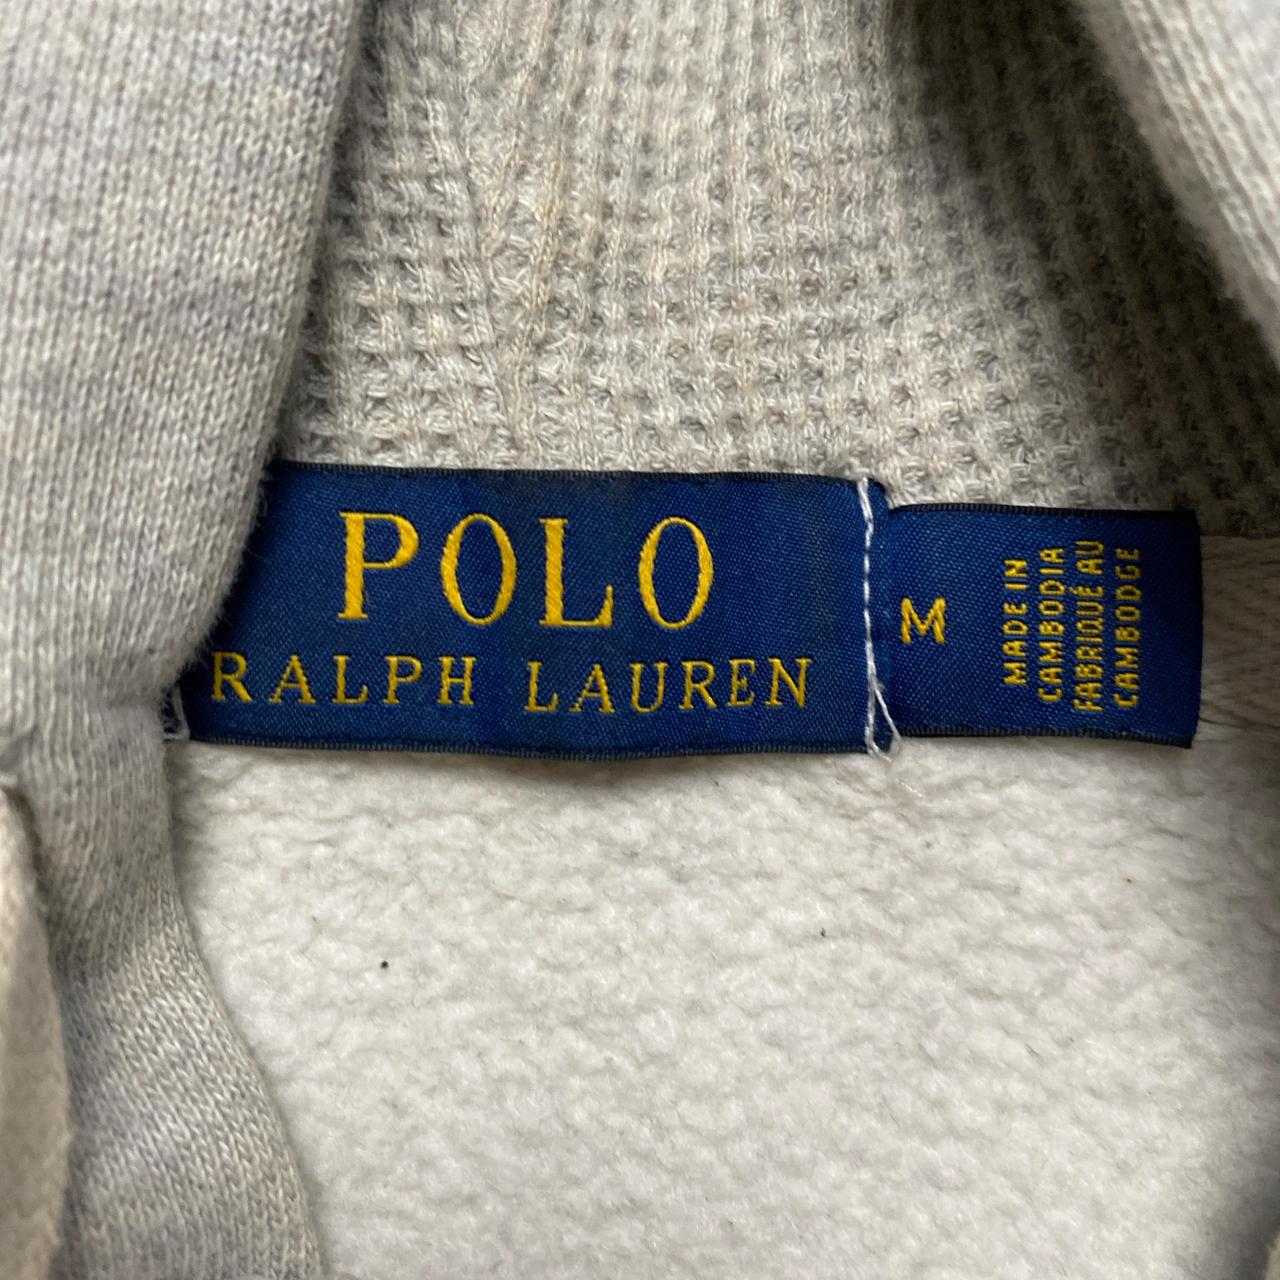 POLO
RALPH LAUREN
M
MADE IN
CAMBODIA
FABRIQUÉ AU
CAMBODGE